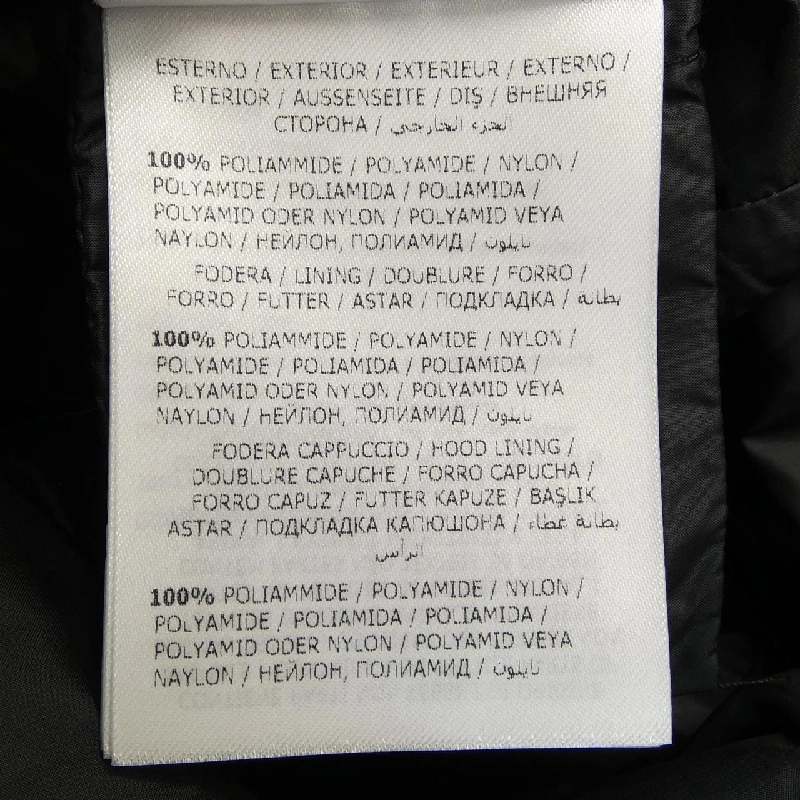 ESTERNO / EXTERIOR / EXTERIEUR / EXTERNO /
EXTERIOR / AUSSENSEITE / DIŞ / ВНЕШНЯЯ
СТОРОНА / الجزء الخارجي
100% POLIAMMIDE / POLYAMIDE / NYLON /
POLYAMIDE / POLIAMIDA / POLIAMIDA /
POLYAMID ODER NYLON / POLYAMID VEYA
NAYLON / НЕЙЛОН, ПОЛИАМИД / نايلون
FODERA / LINING / DOUBLURE / FORRO /
FORRO / FUTTER / ASTAR / ПОДКЛАДКА / بطانة
100% POLIAMMIDE / POLYAMIDE / NYLON /
POLYAMIDE / POLIAMIDA / POLIAMIDA /
POLYAMID ODER NYLON / POLYAMID VEYA
NAYLON / НЕЙЛОН, ПОЛИАМИД / نايلون
FODERA CAPPUCCIO / HOOD LINING /
DOUBLURE CAPUCHE / FORRO CAPUCHA /
FORRO CAPUZ / FUTTER KAPUZE / BAŞLIK
ASTAR / ПОДКЛАДКА КАПЮШОНА / بطانة غطاء
الرأس
100% POLIAMMIDE / POLYAMIDE / NYLON /
POLYAMIDE / POLIAMIDA / POLIAMIDA /
POLYAMID ODER NYLON / POLYAMID VEYA
NAYLON / НЕЙЛОН, ПОЛИАМИД / نايلون